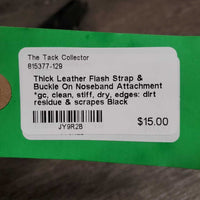 The Tack Collector
815377-129
Thick Leather Flash Strap &
Buckle On Noseband Attachment
*gc, clean, stiff, dry, edges: dirt
residue & scrapes Black
$15.00
JY9R2B